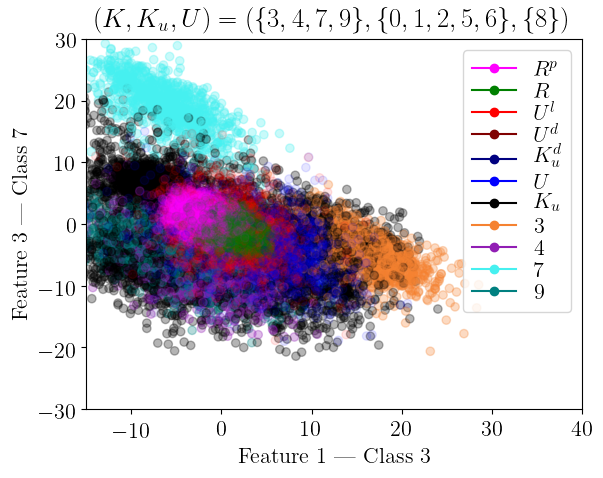 (K, K_u, U) = ({3, 4, 7, 9}, {0, 1, 2, 5, 6}, {8})
Feature 3 — Class 7
30
20
10
0
−10
−20
−30
−10
0
10
20
30
40
Feature 1 — Class 3
R^p
R
U^l
U^d
K_u^d
U
K_u
3
4
7
9